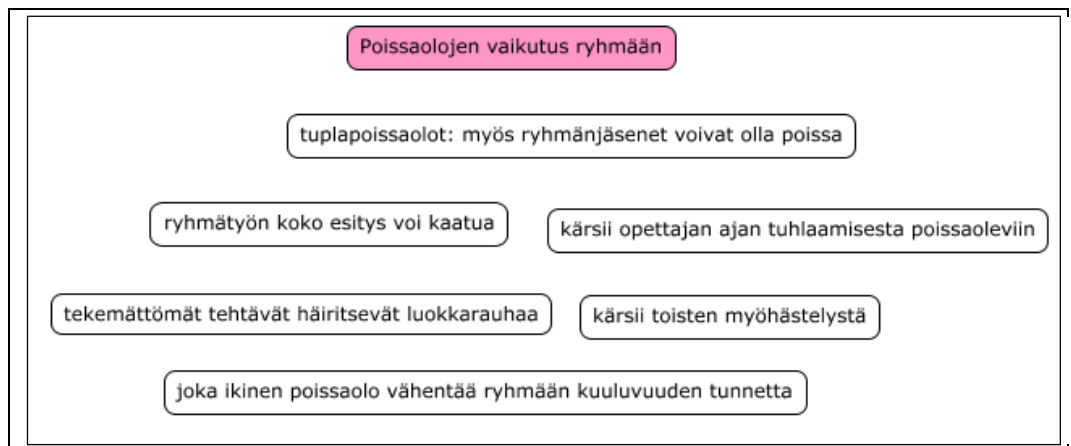 Poissaolojen vaikutus ryhmään
tuplapoissaolot: myös ryhmänjäsenet voivat olla poissa
ryhmätyön koko esitys voi kaatua
kärsii opettajan ajan tuhlaamisesta poissaoleviin
tekemättömät tehtävät häiritsevät luokkarauhaa
kärsii toisten myöhästelystä
joka ikinen poissaolo vähentää ryhmään kuuluvuuden tunnetta